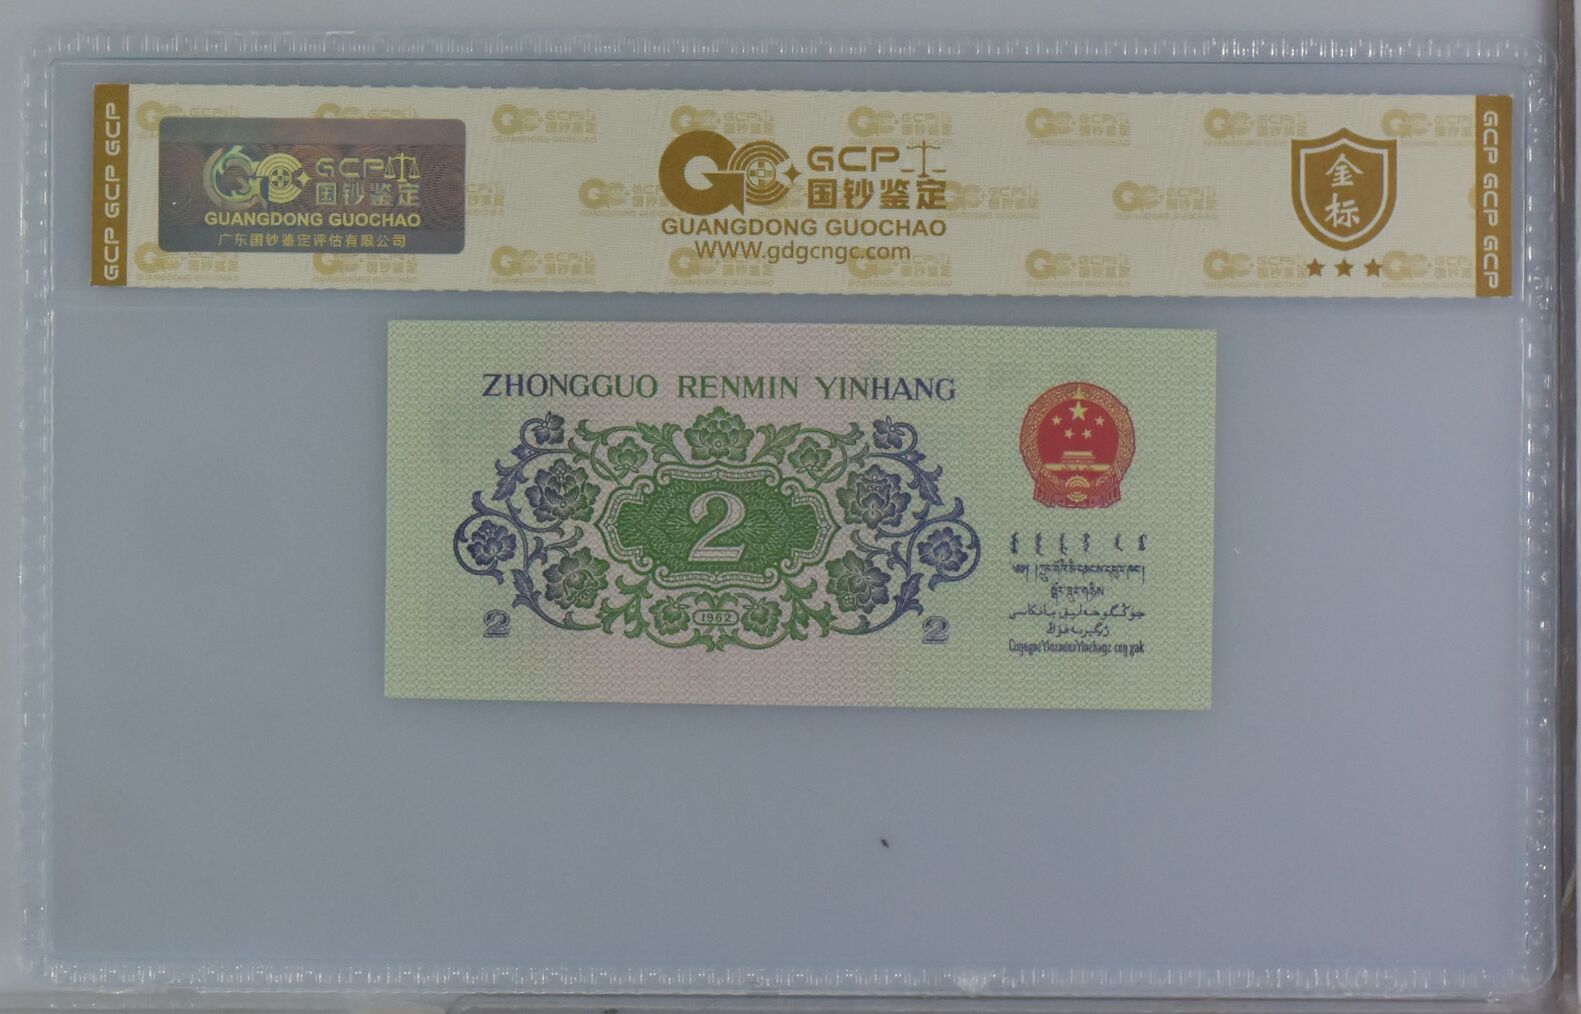 GCP GCP GCP
GCP
国钞鉴定
GUANGDONG GUOCHAO
广东国钞鉴定评估有限公司
GCP
国钞鉴定
GUANGDONG GUOCHAO
WWW.gdgcngc.com
金标
GCP GCP GCP
ZHONGGUO RENMIN YINHANG
2
1962
2
2